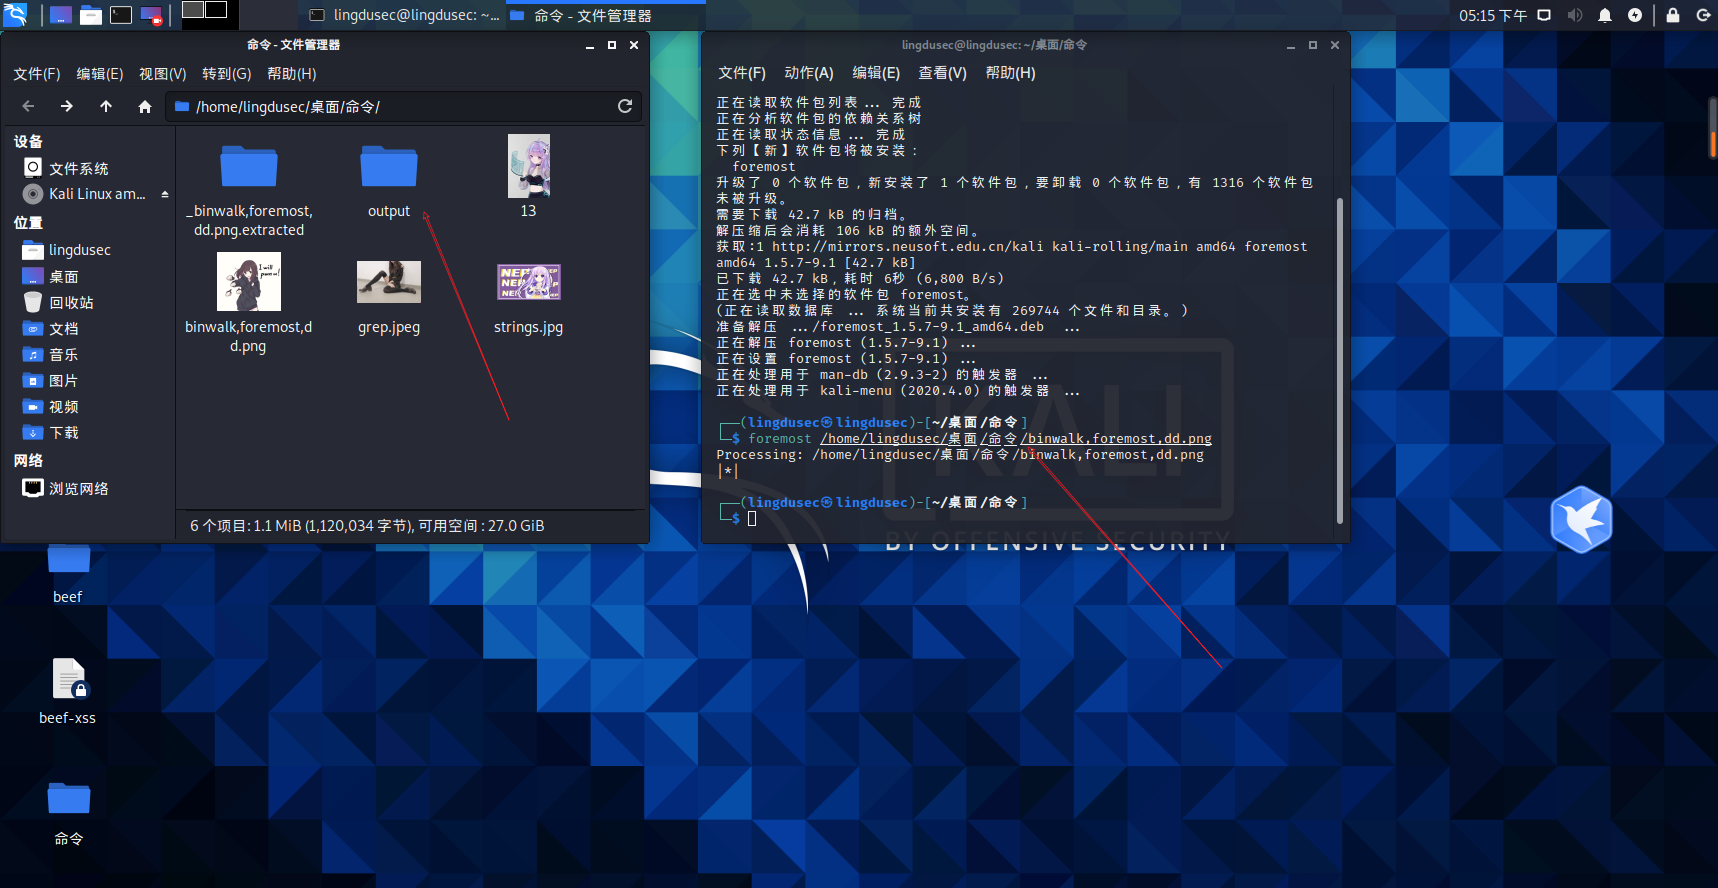 lingdusec@lingdusec: ~...
命令 - 文件管理器
05:15 下午
命令 - 文件管理器
文件(F) 编辑(E) 视图(V) 转到(G) 帮助(H)
/home/lingdusec/桌面/命令/
设备
文件系统
Kali Linux am...
位置
lingdusec
桌面
回收站
文档
音乐
图片
视频
下载
网络
浏览网络
_binwalk,foremost,
dd.png.extracted
output
13
binwalk,foremost,d
d.png
grep.jpeg
strings.jpg
6 个项目: 1.1 MiB (1,120,034 字节), 可用空间 : 27.0 GiB
lingdusec@lingdusec: ~/桌面/命令
文件(F) 动作(A) 编辑(E) 查看(V) 帮助(H)
正在读取软件包列表 ... 完成
正在分析软件包的依赖关系树
正在读取状态信息 ... 完成
下列【新】软件包将被安装：
foremost
升级了 0 个软件包，新安装了 1 个软件包，要卸载 0 个软件包，有 1316 个软件包
未被升级。
需要下载 42.7 kB 的归档。
解压缩后会消耗 106 kB 的额外空间。
获取:1 http://mirrors.neusoft.edu.cn/kali kali-rolling/main amd64 foremost
amd64 1.5.7-9.1 [42.7 kB]
已下载 42.7 kB，耗时 6秒 (6,800 B/s)
正在选中未选择的软件包 foremost。
(正在读取数据库 ... 系统当前共安装有 269744 个文件和目录。)
准备解压 .../foremost_1.5.7-9.1_amd64.deb ...
正在解压 foremost (1.5.7-9.1) ...
正在设置 foremost (1.5.7-9.1) ...
正在处理用于 man-db (2.9.3-2) 的触发器 ...
正在处理用于 kali-menu (2020.4.0) 的触发器 ...
┌──(lingdusec㉿lingdusec)-[~/桌面/命令]
└─$ foremost /home/lingdusec/桌面/命令/binwalk,foremost,dd.png
Processing: /home/lingdusec/桌面/命令/binwalk,foremost,dd.png
|*|
┌──(lingdusec㉿lingdusec)-[~/桌面/命令]
└─$
KALI
BY OFFENSIVE SECURITY
beef
beef-xss
命令